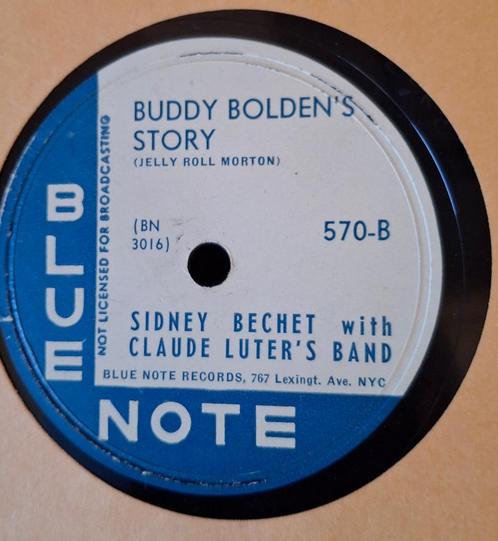 BUDDY BOLDEN'S
STORY
(JELLY ROLL MORTON)
NOT LICENSED FOR BROADCASTING
(BN
3016)
570-B
SIDNEY BECHET with
CLAUDE LUTER'S BAND
BLUE NOTE RECORDS, 767 Lexingt. Ave. NYC
BLUE
NOTE